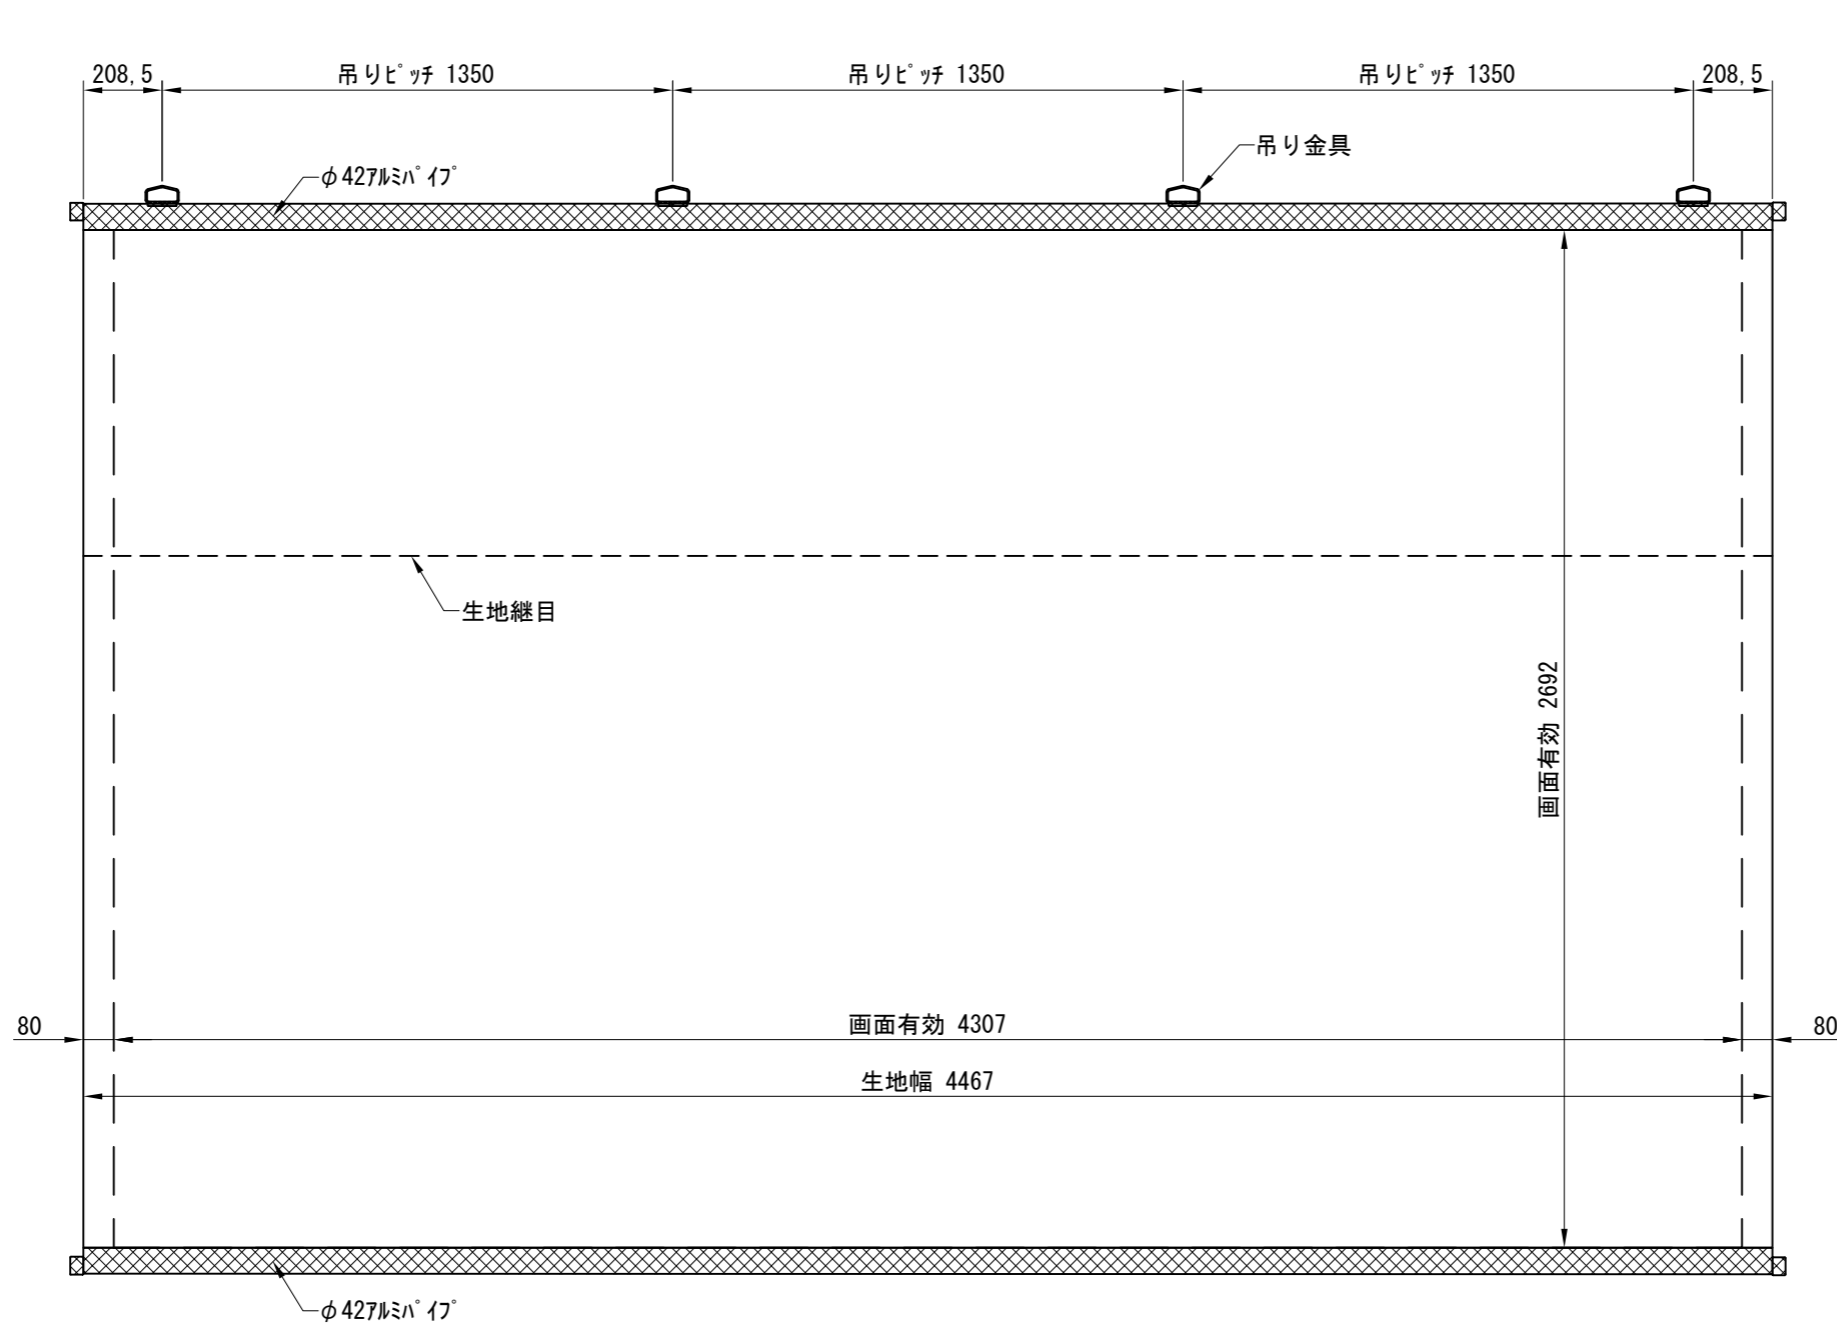 208,5
吊りﾋﾟｯﾁ 1350
吊りﾋﾟｯﾁ 1350
吊りﾋﾟｯﾁ 1350
208,5
吊り金具
φ42ｱﾙﾐﾊﾟｲﾌﾟ
生地継目
画面有効 2692
80
画面有効 4307
80
生地幅 4467
φ42ｱﾙﾐﾊﾟｲﾌﾟ